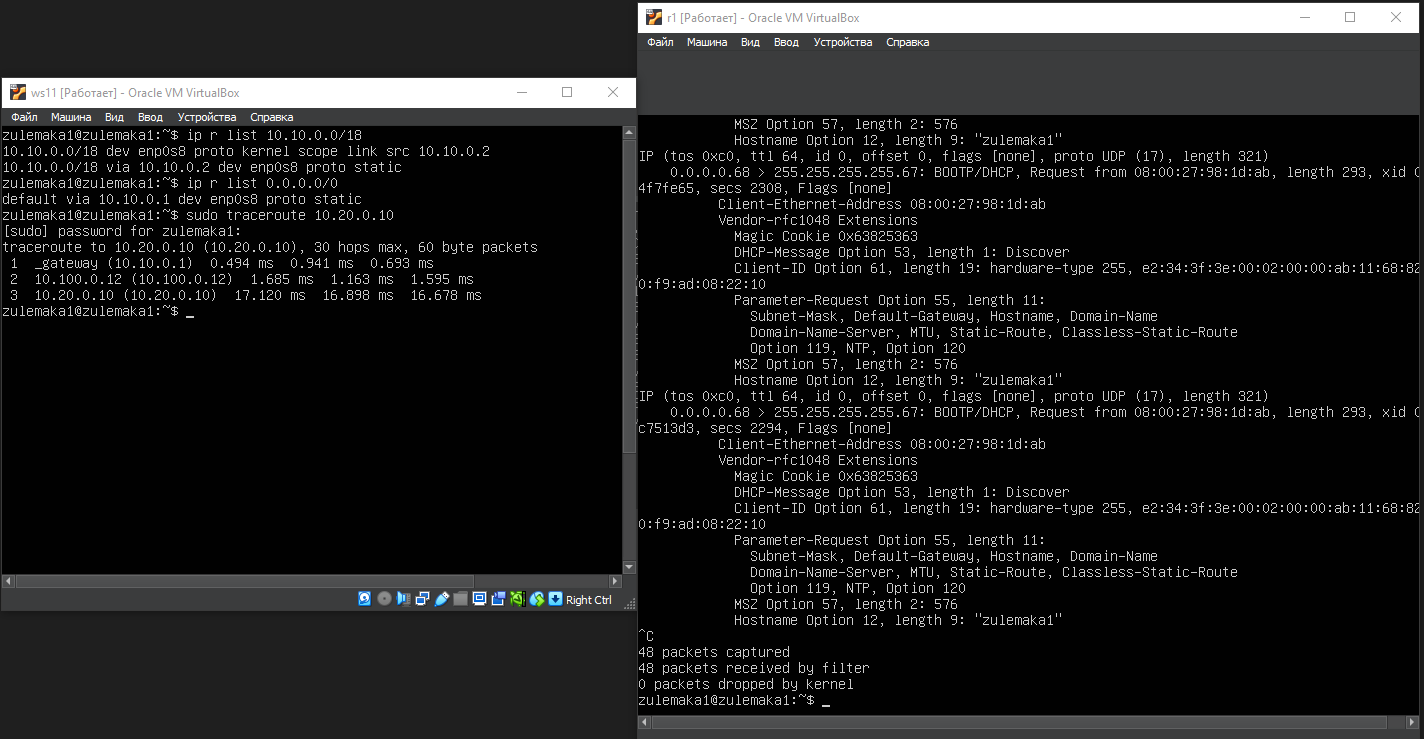 ws11 [Работает] - Oracle VM VirtualBox
Файл Машина Вид Ввод Устройства Справка
zulemaka1@zulemaka1:~$ ip r list 10.10.0.0/18
10.10.0.0/18 dev enp0s8 proto kernel scope link src 10.10.0.2
10.10.0.0/18 via 10.10.0.2 dev enp0s8 proto static
zulemaka1@zulemaka1:~$ ip r list 0.0.0.0/0
default via 10.10.0.1 dev enp0s8 proto static
zulemaka1@zulemaka1:~$ sudo traceroute 10.20.0.10
[sudo] password for zulemaka1:
traceroute to 10.20.0.10 (10.20.0.10), 30 hops max, 60 byte packets
1 _gateway (10.10.0.1) 0.494 ms 0.941 ms 0.693 ms
2 10.100.0.12 (10.100.0.12) 1.685 ms 1.163 ms 1.595 ms
3 10.20.0.10 (10.20.0.10) 17.120 ms 16.898 ms 16.678 ms
zulemaka1@zulemaka1:~$ _
Right Ctrl
r1 [Работает] - Oracle VM VirtualBox
Файл Машина Вид Ввод Устройства Справка
MSZ Option 57, length 2: 576
Hostname Option 12, length 9: "zulemaka1"
IP (tos 0xc0, ttl 64, id 0, offset 0, flags [none], proto UDP (17), length 321)
0.0.0.0.68 > 255.255.255.255.67: BOOTP/DHCP, Request from 08:00:27:98:1d:ab, length 293, xid 0
4f7fe65, secs 2308, Flags [none]
Client-Ethernet-Address 08:00:27:98:1d:ab
Vendor-rfc1048 Extensions
Magic Cookie 0x63825363
DHCP-Message Option 53, length 1: Discover
Client-ID Option 61, length 19: hardware-type 255, e2:34:3f:3e:00:02:00:00:ab:11:68:82
0:f9:ad:08:22:10
Parameter-Request Option 55, length 11:
Subnet-Mask, Default-Gateway, Hostname, Domain-Name
Domain-Name-Server, MTU, Static-Route, Classless-Static-Route
Option 119, NTP, Option 120
MSZ Option 57, length 2: 576
Hostname Option 12, length 9: "zulemaka1"
IP (tos 0xc0, ttl 64, id 0, offset 0, flags [none], proto UDP (17), length 321)
0.0.0.0.68 > 255.255.255.255.67: BOOTP/DHCP, Request from 08:00:27:98:1d:ab, length 293, xid 0
c7513d3, secs 2294, Flags [none]
Client-Ethernet-Address 08:00:27:98:1d:ab
Vendor-rfc1048 Extensions
Magic Cookie 0x63825363
DHCP-Message Option 53, length 1: Discover
Client-ID Option 61, length 19: hardware-type 255, e2:34:3f:3e:00:02:00:00:ab:11:68:82
0:f9:ad:08:22:10
Parameter-Request Option 55, length 11:
Subnet-Mask, Default-Gateway, Hostname, Domain-Name
Domain-Name-Server, MTU, Static-Route, Classless-Static-Route
Option 119, NTP, Option 120
MSZ Option 57, length 2: 576
Hostname Option 12, length 9: "zulemaka1"
^C
48 packets captured
48 packets received by filter
0 packets dropped by kernel
zulemaka1@zulemaka1:~$ _